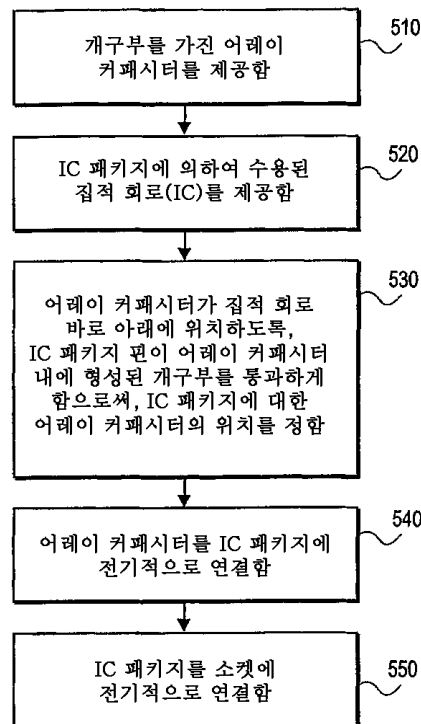 개구부를 가진 어레이
커패시터를 제공함
510
IC 패키지에 의하여 수용된
집적 회로(IC)를 제공함
520
어레이 커패시터가 집적 회로
바로 아래에 위치하도록,
IC 패키지 핀이 어레이 커패시터
내에 형성된 개구부를 통과하게
함으로써, IC 패키지에 대한
어레이 커패시터의 위치를 정함
530
어레이 커패시터를 IC 패키지에
전기적으로 연결함
540
IC 패키지를 소켓에
전기적으로 연결함
550